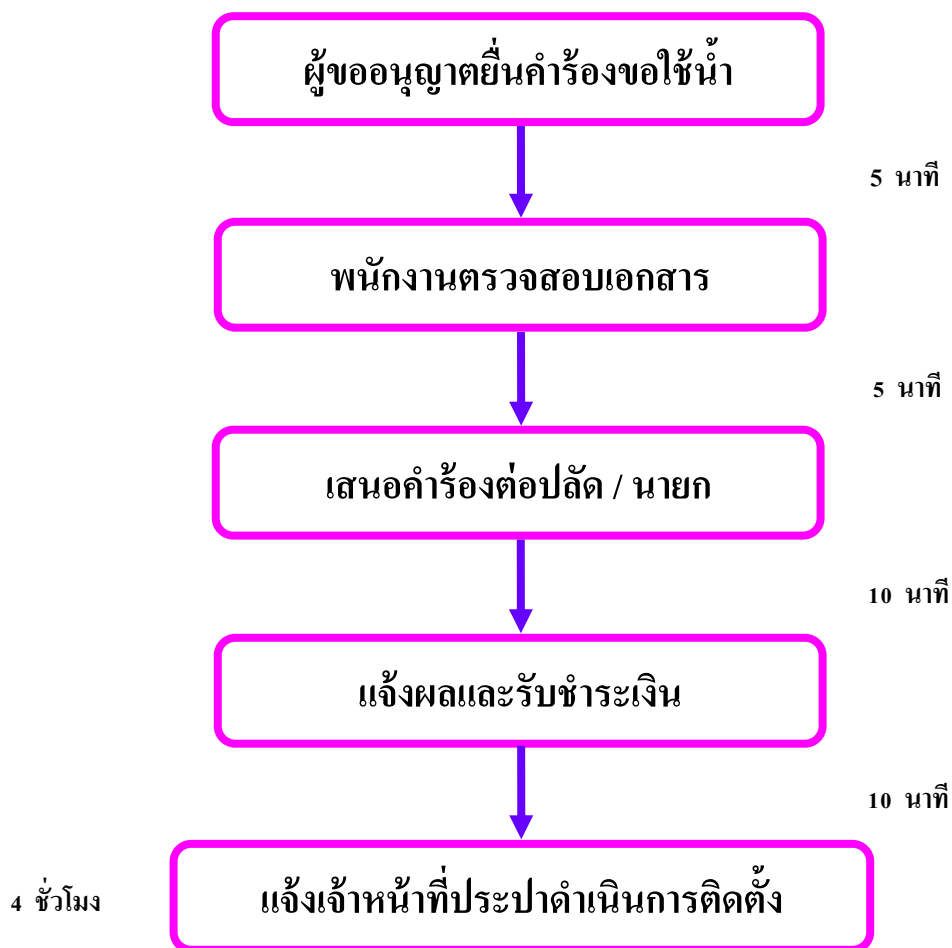 ผู้ขออนุญาตยื่นคำร้องขอใช้น้ำ
5 นาที
พนักงานตรวจสอบเอกสาร
5 นาที
เสนอคำร้องต่อปลัด / นายก
10 นาที
แจ้งผลและรับชำระเงิน
10 นาที
4 ชั่วโมง
แจ้งเจ้าหน้าที่ประปาดำเนินการติดตั้ง